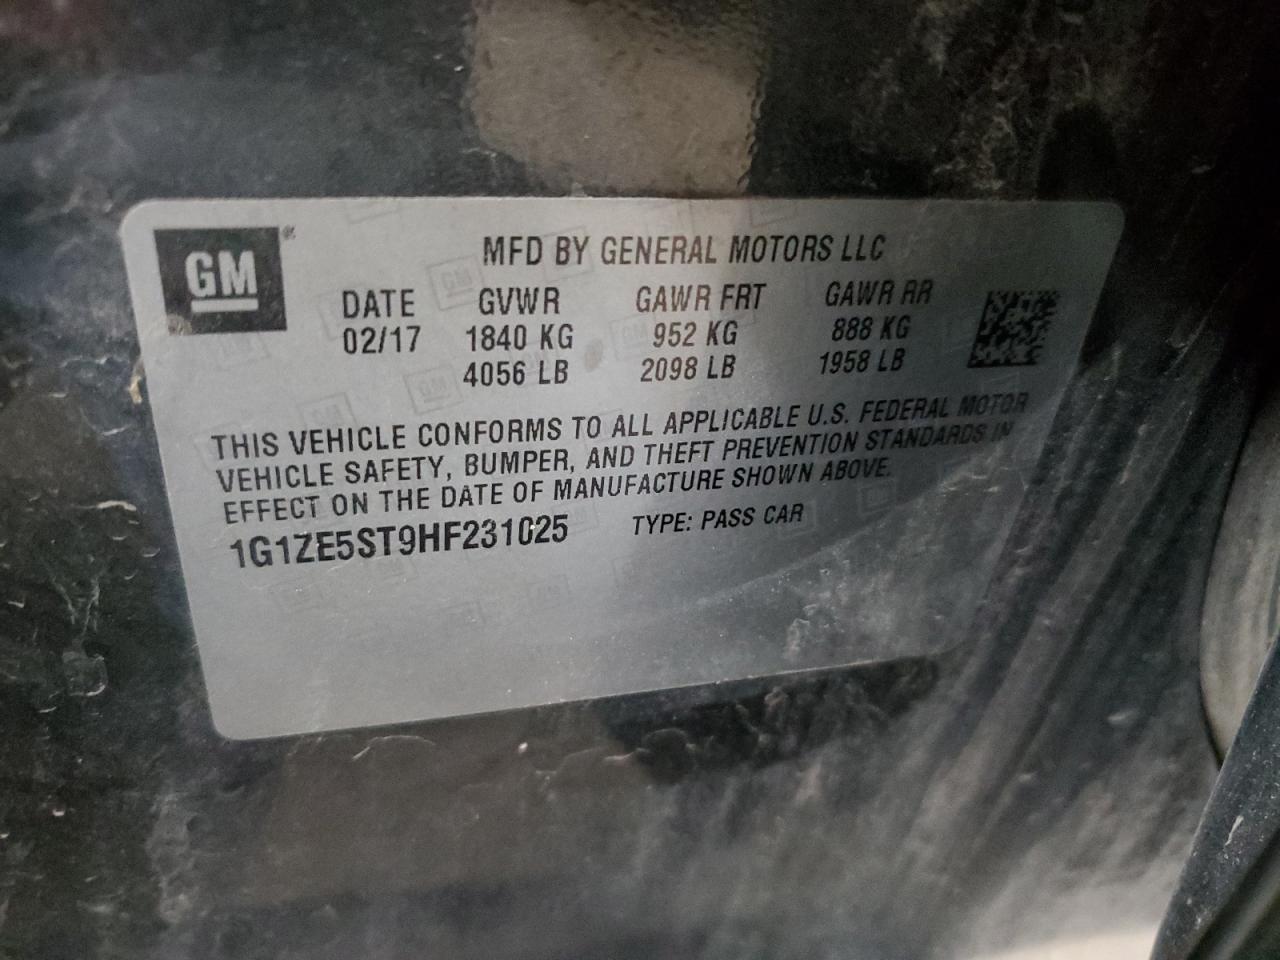 GM
MFD BY GENERAL MOTORS LLC
DATE GVWR GAWR FRT GAWR RR
02/17 1840 KG 952 KG 888 KG
4056 LB 2098 LB 1958 LB
THIS VEHICLE CONFORMS TO ALL APPLICABLE U.S. FEDERAL MOTOR
VEHICLE SAFETY, BUMPER, AND THEFT PREVENTION STANDARDS IN
EFFECT ON THE DATE OF MANUFACTURE SHOWN ABOVE.
1G1ZE5ST9HF231025 TYPE: PASS CAR